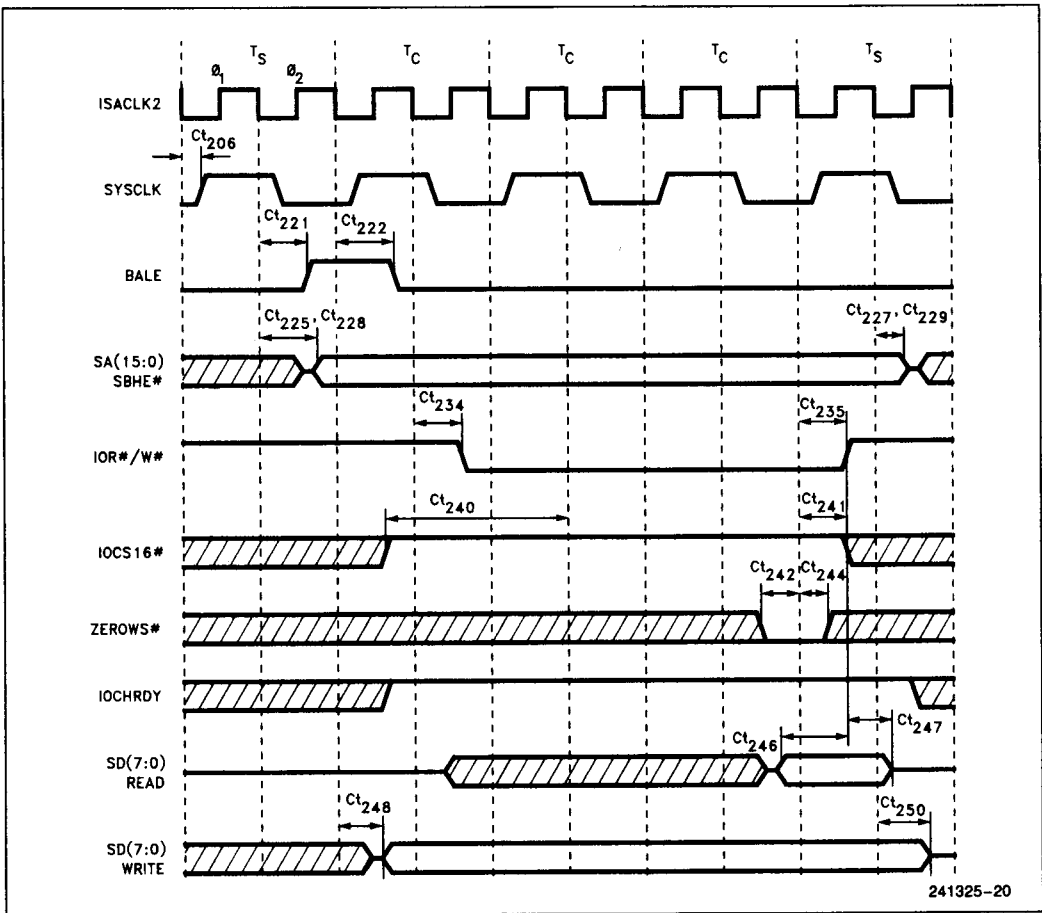 T_S T_C T_C T_C T_S
Ø_1 Ø_2
ISACLK2
Ct_206
SYSCLK
Ct_221 Ct_222
BALE
Ct_225, Ct_228 Ct_227, Ct_229
SA(15:0)
SBHE#
Ct_234 Ct_235
IOR#/W#
Ct_240 Ct_241
IOCS16#
Ct_242 Ct_244
ZEROWS#
IOCHRDY
Ct_246 Ct_247
SD(7:0)
READ
Ct_248 Ct_250
SD(7:0)
WRITE
241325-20